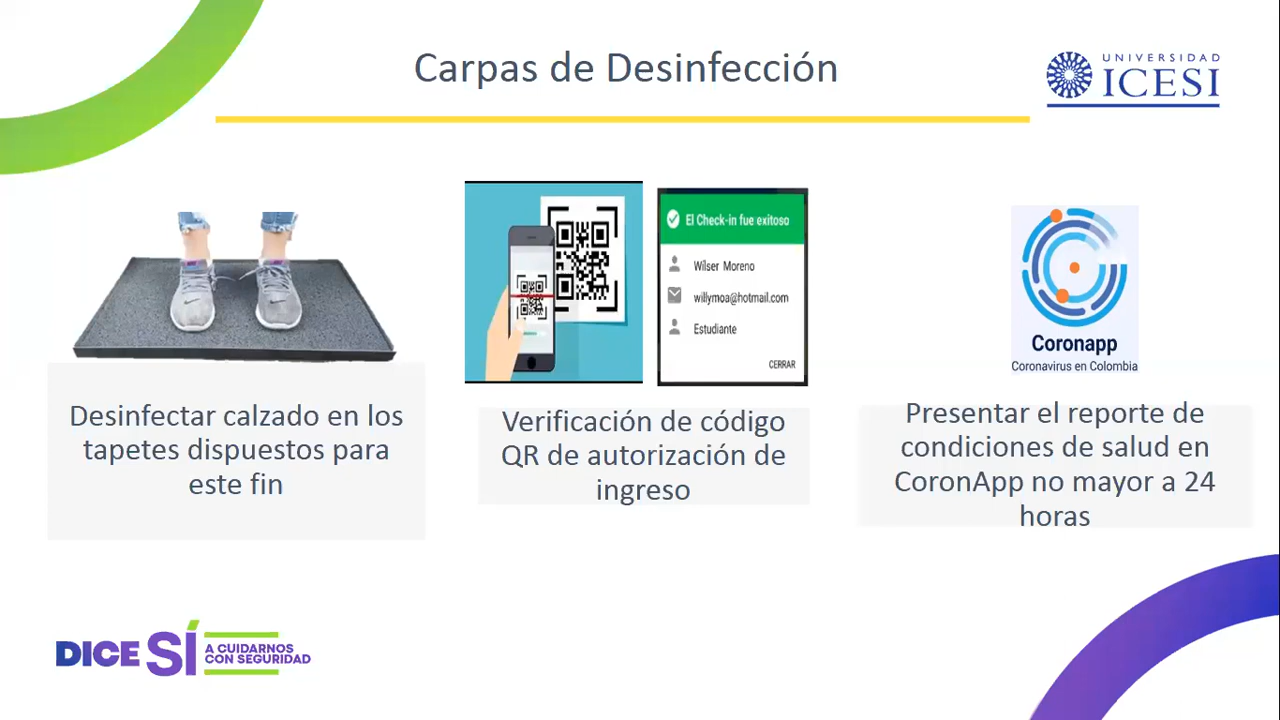 Carpas de Desinfección
UNIVERSIDAD
ICESI
El Check-in fue exitoso
Wilser Moreno
willymoa@hotmail.com
Estudiante
CERRAR
Coronapp
Coronavirus en Colombia
Desinfectar calzado en los
tapetes dispuestos para
este fin
Verificación de código
QR de autorización de
ingreso
Presentar el reporte de
condiciones de salud en
CoronApp no mayor a 24
horas
DICE SÍ
A CUIDARNOS
CON SEGURIDAD